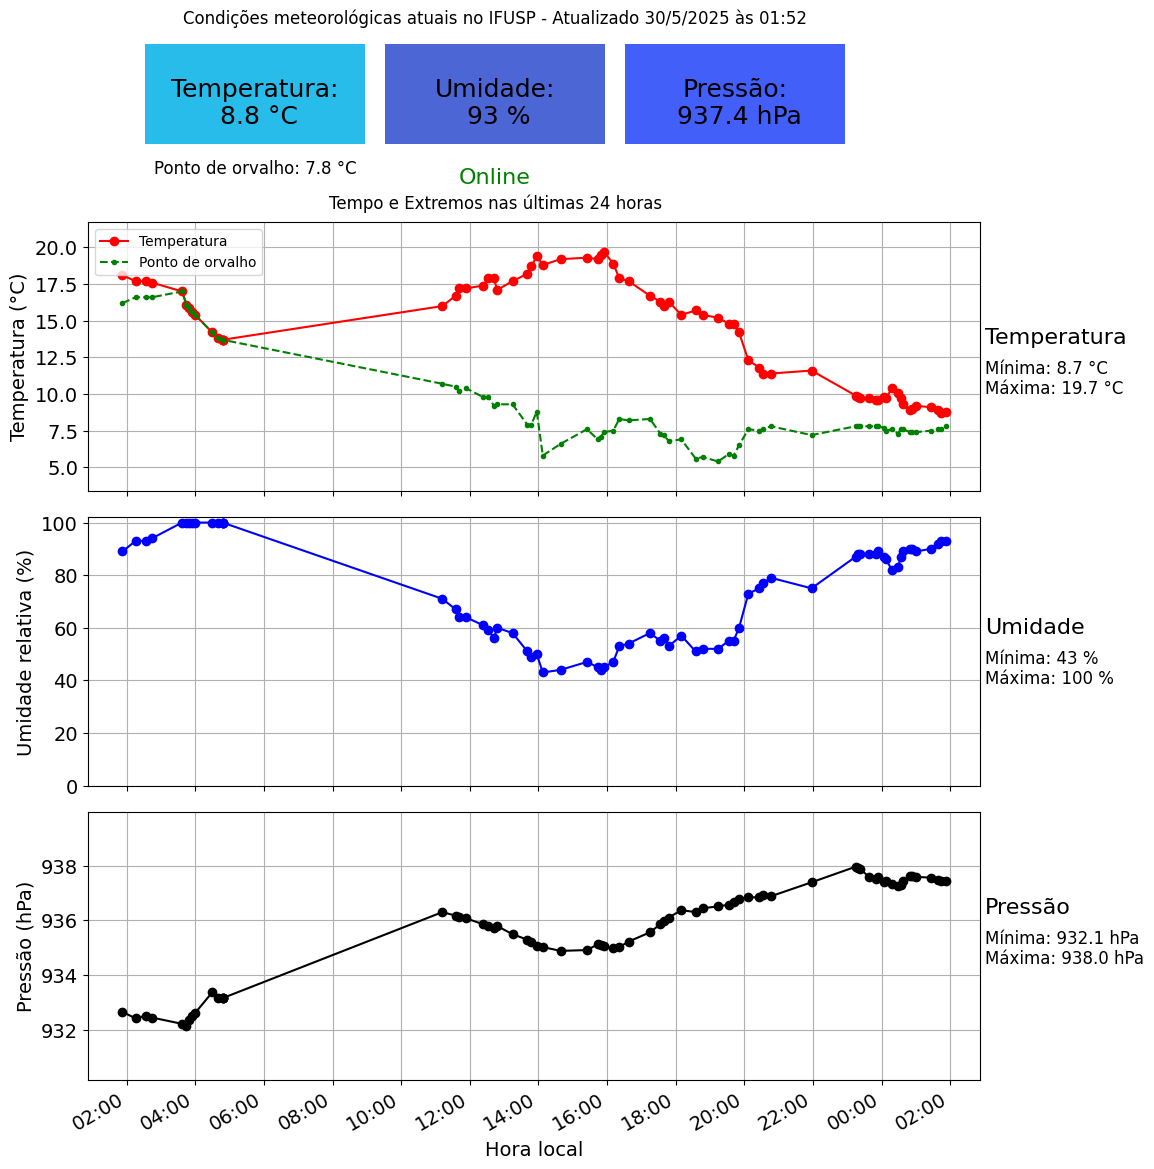 Condições meteorológicas atuais no IFUSP - Atualizado 30/5/2025 às 01:52
Temperatura:
8.8 °C
Umidade:
93 %
Pressão:
937.4 hPa
Ponto de orvalho: 7.8 °C
Online
Tempo e Extremos nas últimas 24 horas
Temperatura
Ponto de orvalho
20.0
17.5
15.0
12.5
10.0
7.5
5.0
Temperatura (°C)
Temperatura
Mínima: 8.7 °C
Máxima: 19.7 °C
100
80
60
40
20
0
Umidade relativa (%)
Umidade
Mínima: 43 %
Máxima: 100 %
938
936
934
932
Pressão (hPa)
Pressão
Mínima: 932.1 hPa
Máxima: 938.0 hPa
02:00 04:00 06:00 08:00 10:00 12:00 14:00 16:00 18:00 20:00 22:00 00:00 02:00
Hora local